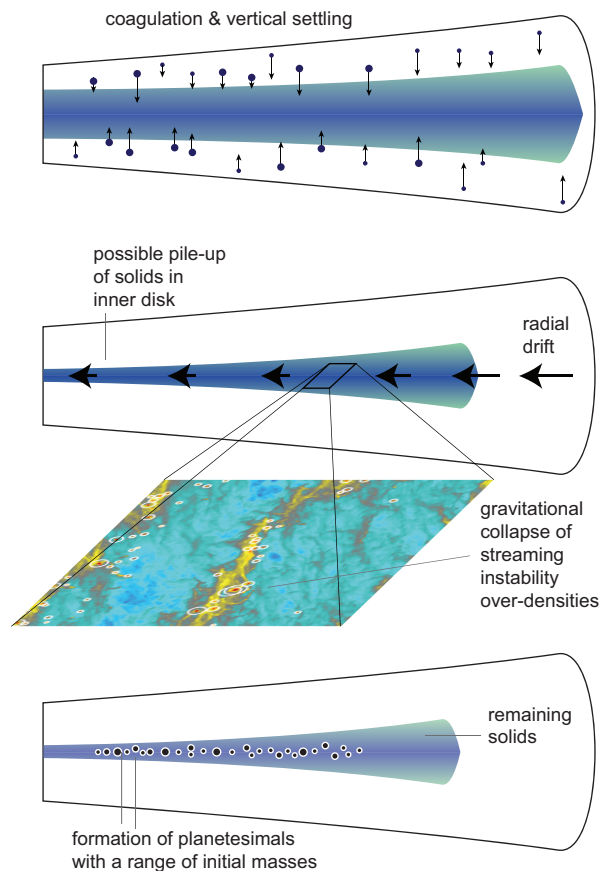 coagulation & vertical settling
possible pile-up
of solids in
inner disk
radial
drift
gravitational
collapse of
streaming
instability
over-densities
remaining
solids
formation of planetesimals
with a range of initial masses